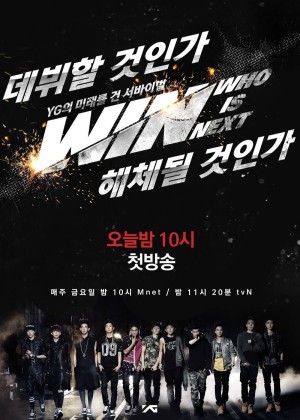 데뷔할 것인가
YG의 미래를 건 서바이벌
WIN
WHO
IS
NEXT
해체될 것인가
오늘밤 10시
첫방송
매주 금요일 밤 10시 Mnet / 밤 11시 20분 tvN
09
YG